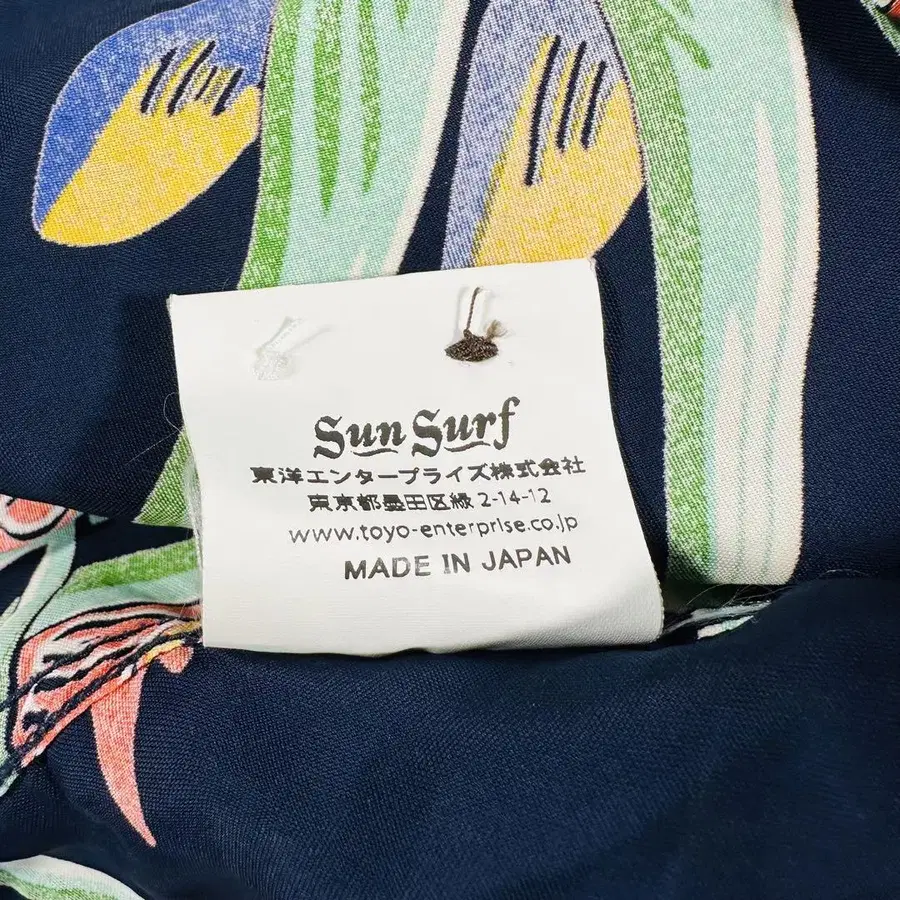 Sun Surf
東洋エンタープライズ株式会社
東京都墨田区緑 2-14-12
www.toyo-enterprise.co.jp
MADE IN JAPAN